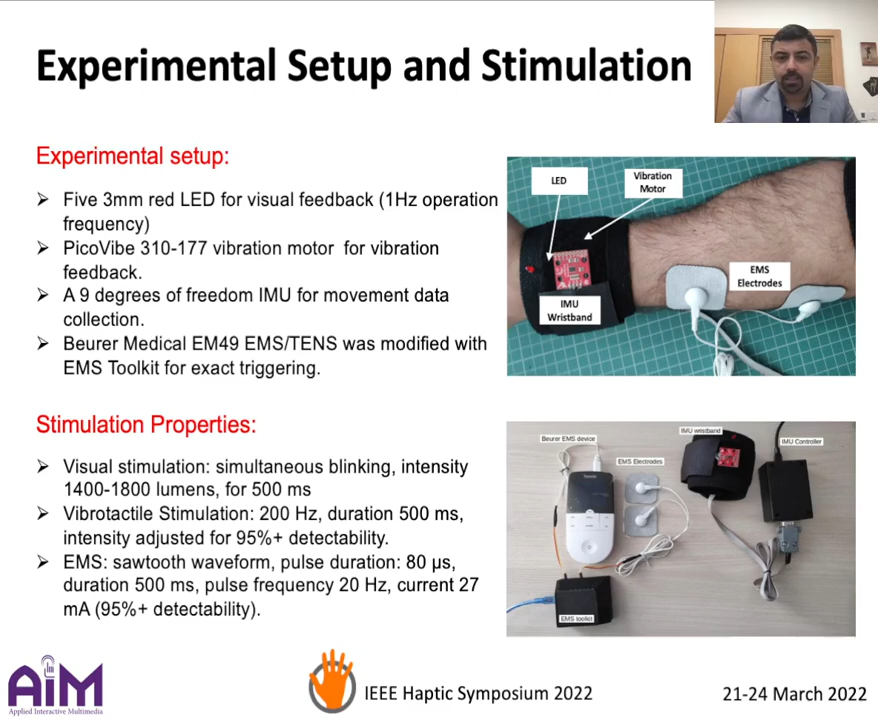 Experimental Setup and Stimulation
Experimental setup:
➢ Five 3mm red LED for visual feedback (1Hz operation
frequency)
➢ PicoVibe 310-177 vibration motor for vibration
feedback.
➢ A 9 degrees of freedom IMU for movement data
collection.
➢ Beurer Medical EM49 EMS/TENS was modified with
EMS Toolkit for exact triggering.
LED
Vibration
Motor
EMS
Electrodes
IMU
Wristband
Stimulation Properties:
➢ Visual stimulation: simultaneous blinking, intensity
1400-1800 lumens, for 500 ms
➢ Vibrotactile Stimulation: 200 Hz, duration 500 ms,
intensity adjusted for 95%+ detectability.
➢ EMS: sawtooth waveform, pulse duration: 80 μs,
duration 500 ms, pulse frequency 20 Hz, current 27
mA (95%+ detectability).
Beurer EMS device
EMS Electrodes
IMU wristband
IMU Controller
EMS toolkit
AiM
Applied Interactive Multimedia
IEEE Haptic Symposium 2022
21-24 March 2022